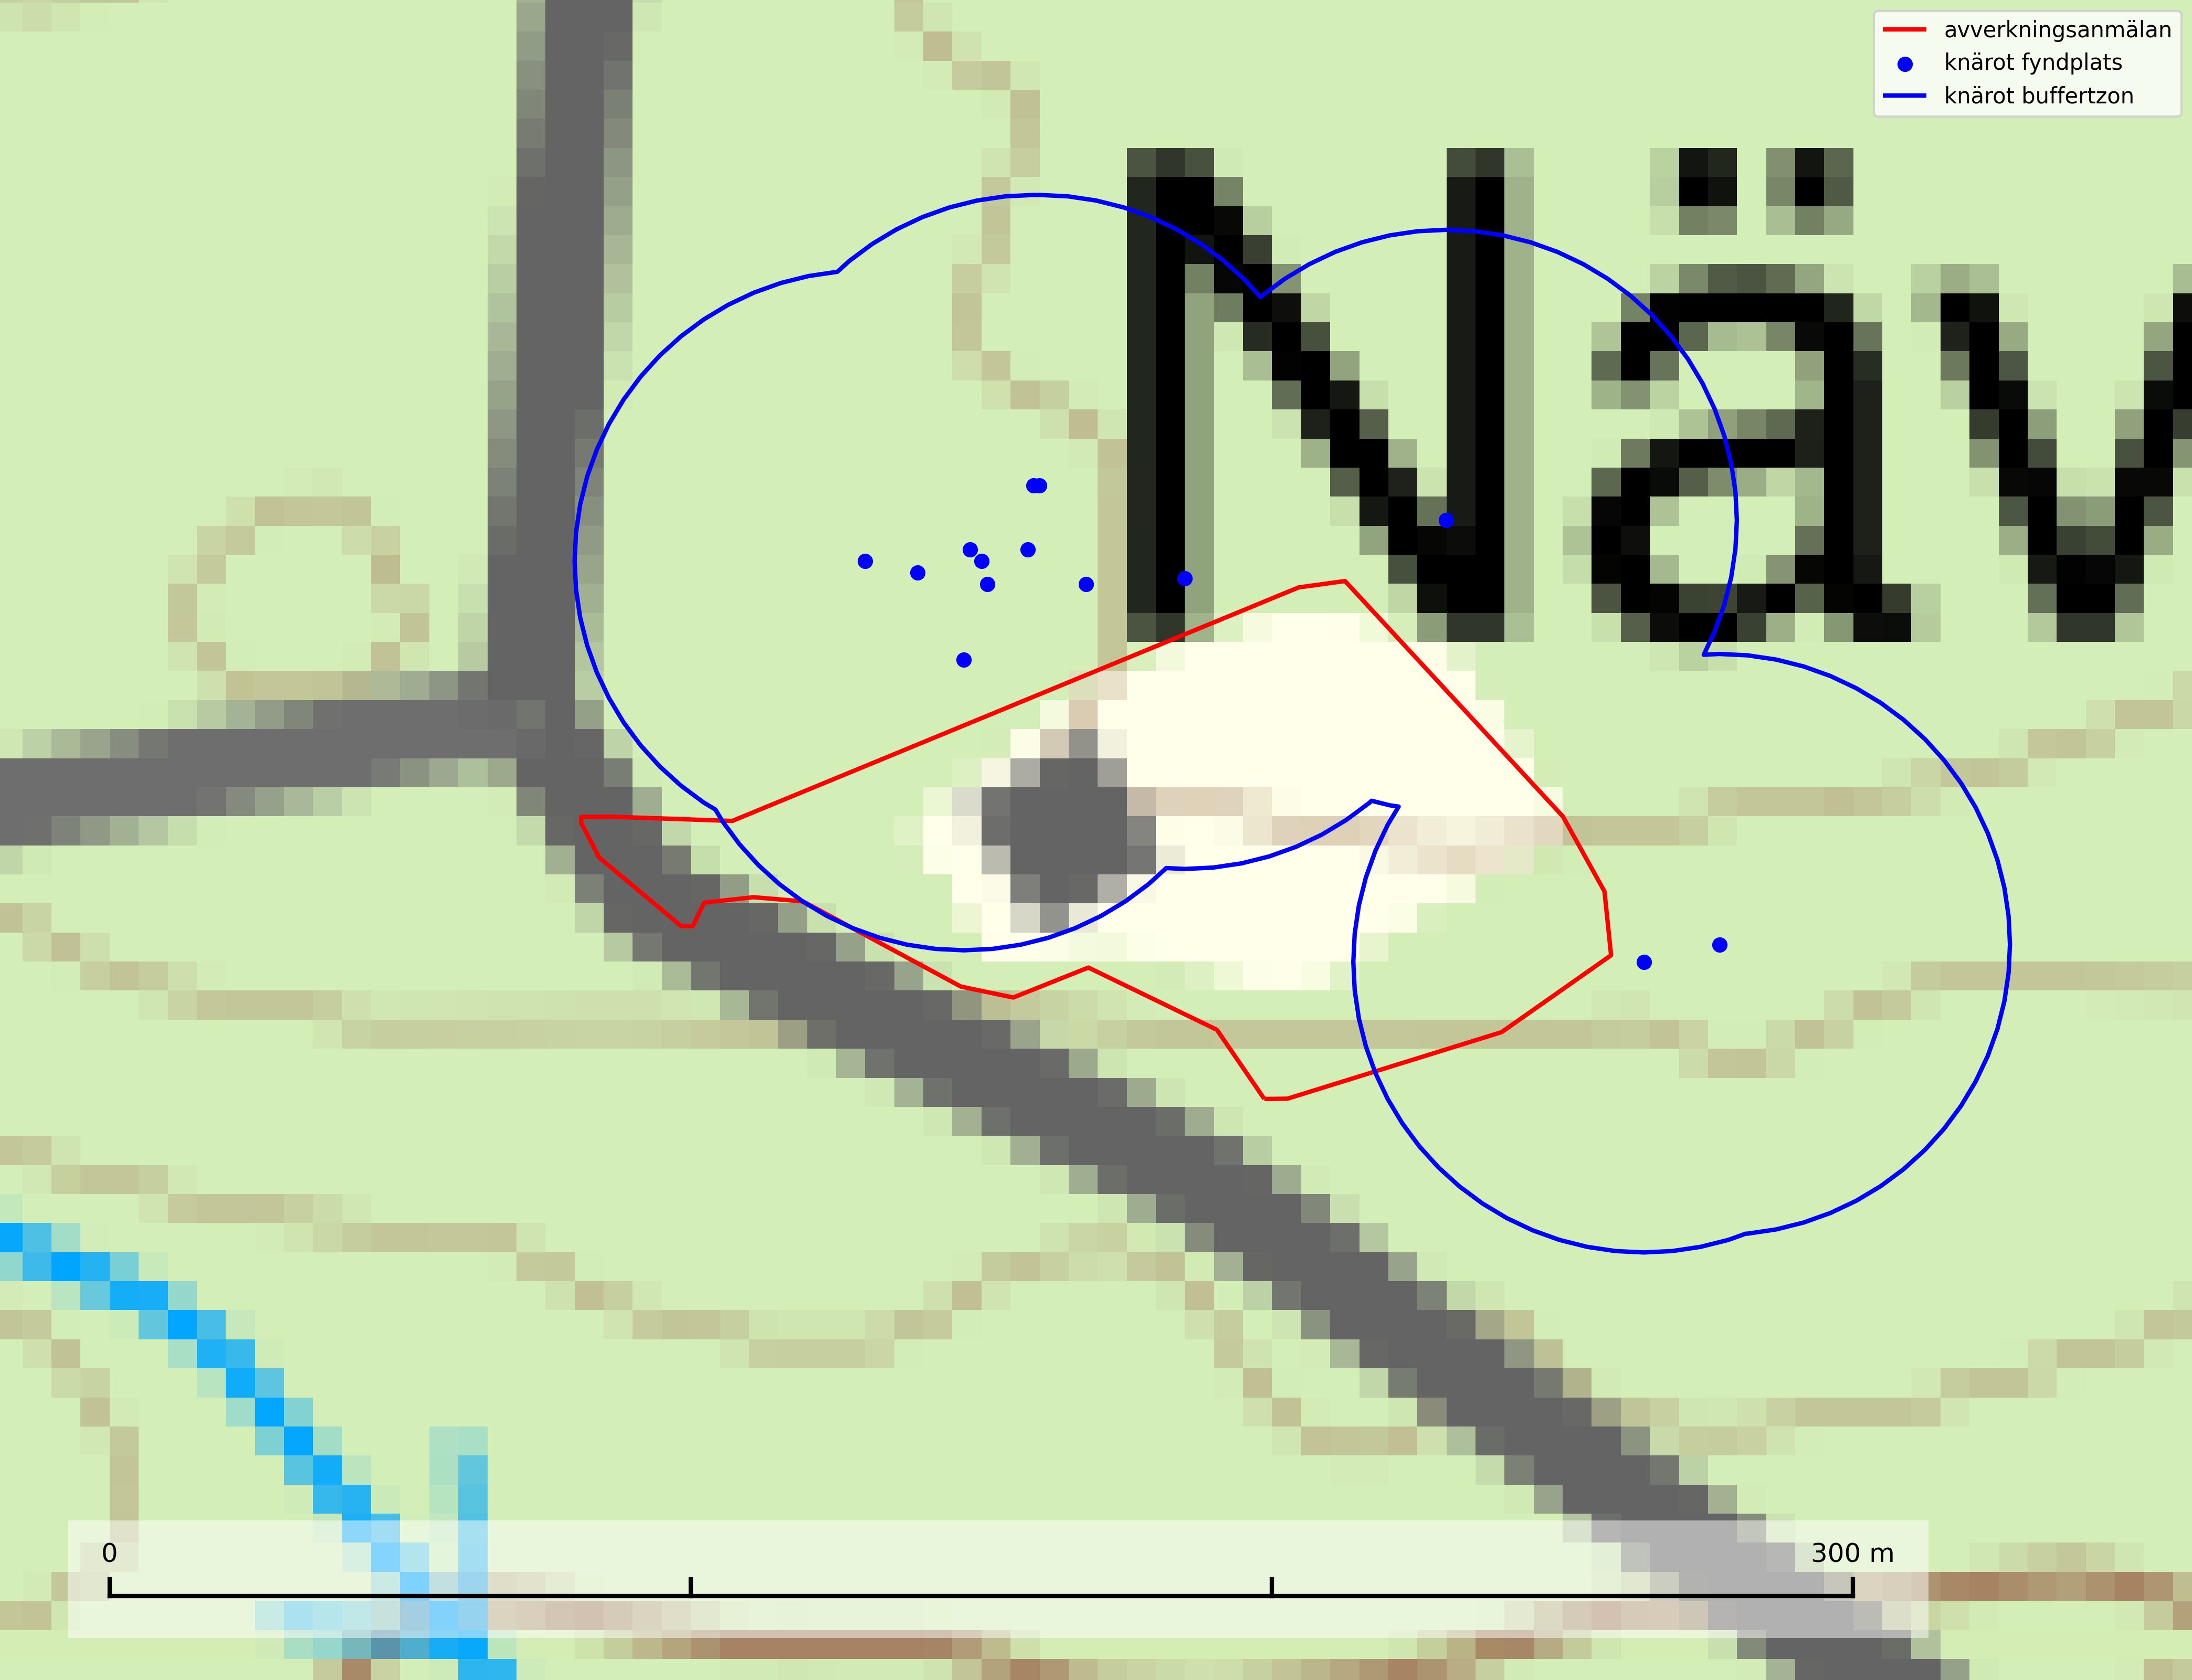 avverkningsanmälan
knärot fyndplats
knärot buffertzon
Näv
0 300 m